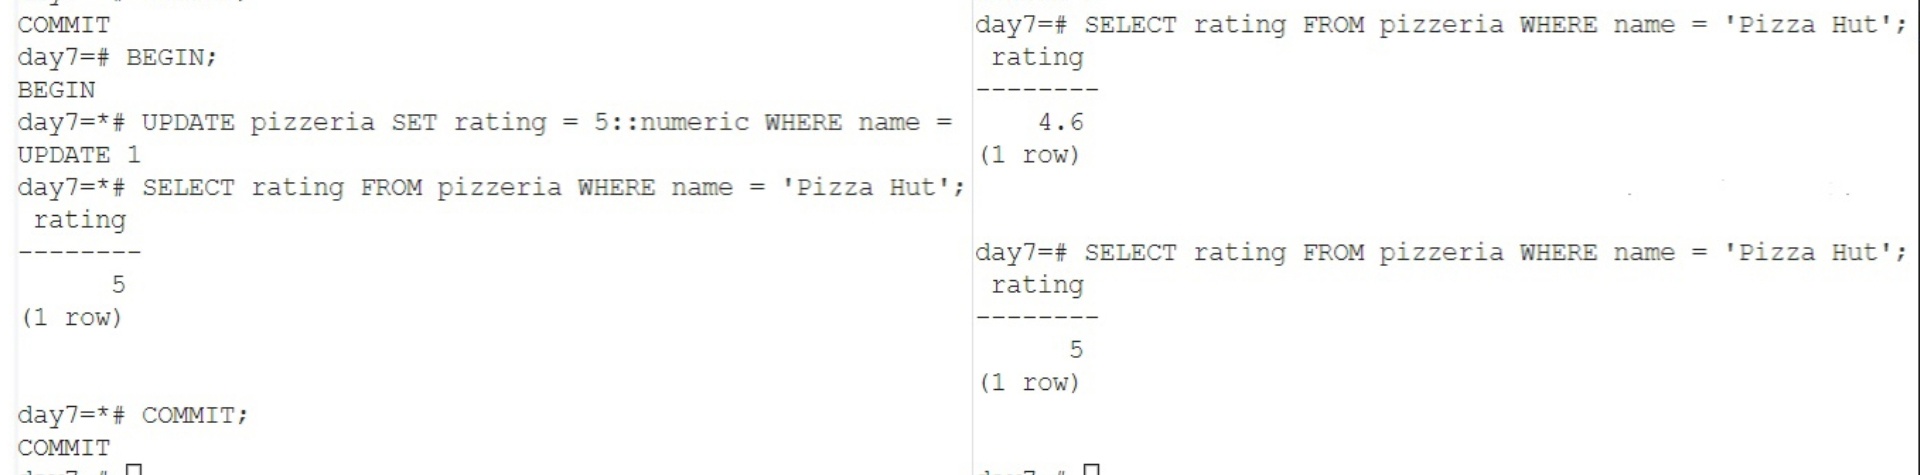 COMMIT
day7=# BEGIN;
BEGIN
day7=*# UPDATE pizzeria SET rating = 5::numeric WHERE name =
UPDATE 1
day7=*# SELECT rating FROM pizzeria WHERE name = 'Pizza Hut';
 rating
--------
      5
(1 row)
day7=*# COMMIT;
COMMIT
day7=# SELECT rating FROM pizzeria WHERE name = 'Pizza Hut';
 rating
--------
    4.6
(1 row)
day7=# SELECT rating FROM pizzeria WHERE name = 'Pizza Hut';
 rating
--------
      5
(1 row)